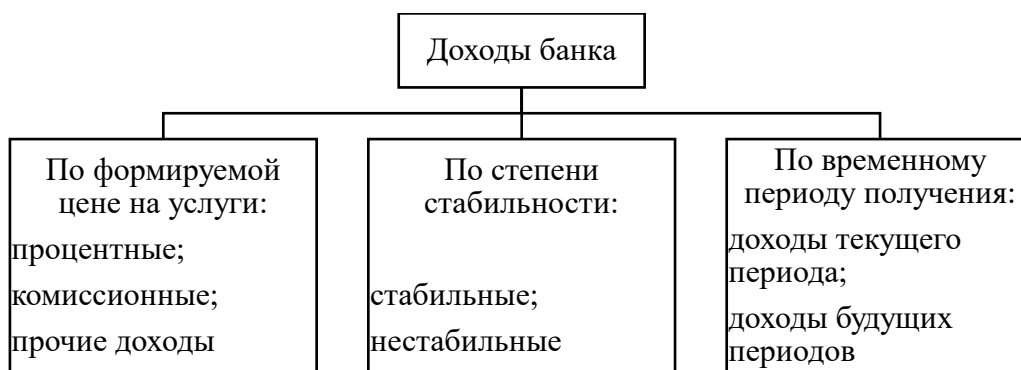 Доходы банка
По формируемой
цене на услуги:
процентные;
комиссионные;
прочие доходы
По степени
стабильности:
стабильные;
нестабильные
По временному
периоду получения:
доходы текущего
периода;
доходы будущих
периодов